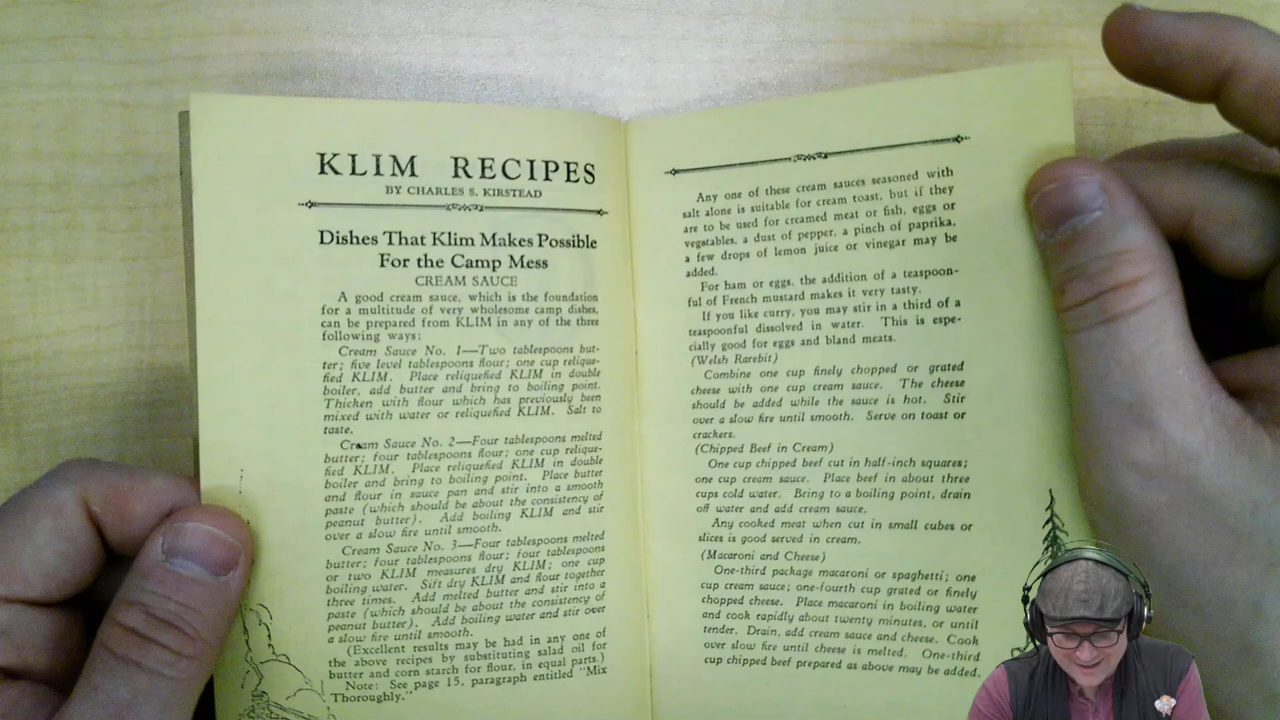 KLIM RECIPES
BY CHARLES S. KIRSTEAD
Dishes That Klim Makes Possible
For the Camp Mess
CREAM SAUCE
A good cream sauce, which is the foundation
for a multitude of very wholesome camp dishes,
can be prepared from KLIM in any of the three
following ways:
Cream Sauce No. 1—Two tablespoons but-
ter; five level tablespoons flour; one cup relique-
fied KLIM. Place reliquefied KLIM in double
boiler, add butter and bring to boiling point.
Thicken with flour which has previously been
mixed with water or reliquefied KLIM. Salt to
taste.
Cream Sauce No. 2—Four tablespoons melted
butter; four tablespoons flour; one cup relique-
fied KLIM. Place reliquefied KLIM in double
boiler and bring to boiling point. Place butter
and flour in sauce pan and stir into a smooth
paste (which should be about the consistency of
peanut butter). Add boiling KLIM and stir
over a slow fire until smooth.
Cream Sauce No. 3—Four tablespoons melted
butter; four tablespoons flour; four tablespoons
or two KLIM measures dry KLIM; one cup
boiling water. Sift dry KLIM and flour together
three times. Add melted butter and stir into a
paste (which should be about the consistency of
peanut butter). Add boiling water and stir over
a slow fire until smooth.
(Excellent results may be had in any one of
the above recipes by substituting salad oil for
butter and corn starch for flour, in equal parts.)
Note: See page 15, paragraph entitled "Mix
Thoroughly."
Any one of these cream sauces seasoned with
salt alone is suitable for cream toast, but if they
are to be used for creamed meat or fish, eggs or
vegetables, a dust of pepper, a pinch of paprika,
a few drops of lemon juice or vinegar may be
added.
For ham or eggs, the addition of a teaspoon-
ful of French mustard makes it very tasty.
If you like curry, you may stir in a third of a
teaspoonful dissolved in water. This is espe-
cially good for eggs and bland meats.
(Welsh Rarebit)
Combine one cup finely chopped or grated
cheese with one cup cream sauce. The cheese
should be added while the sauce is hot. Stir
over a slow fire until smooth. Serve on toast or
crackers.
(Chipped Beef in Cream)
One cup chipped beef cut in half-inch squares;
one cup cream sauce. Place beef in about three
cups cold water. Bring to a boiling point, drain
off water and add cream sauce.
Any cooked meat when cut in small cubes or
slices is good served in cream.
(Macaroni and Cheese)
One-third package macaroni or spaghetti; one
cup cream sauce; one-fourth cup grated or finely
chopped cheese. Place macaroni in boiling water
and cook rapidly about twenty minutes, or until
tender. Drain, add cream sauce and cheese. Cook
over slow fire until cheese is melted. One-third
cup chipped beef prepared as above may be added.